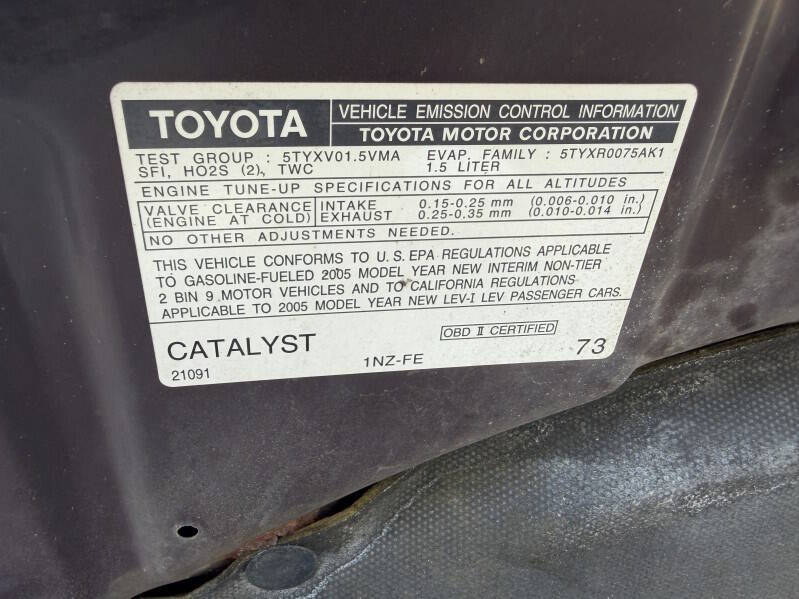 TOYOTA
VEHICLE EMISSION CONTROL INFORMATION
TOYOTA MOTOR CORPORATION
TEST GROUP : 5TYXV01.5VMA EVAP. FAMILY : 5TYXR0075AK1
SFI, HO2S (2), TWC 1.5 LITER
ENGINE TUNE-UP SPECIFICATIONS FOR ALL ALTITUDES
VALVE CLEARANCE INTAKE 0.15-0.25 mm (0.006-0.010 in.)
(ENGINE AT COLD) EXHAUST 0.25-0.35 mm (0.010-0.014 in.)
NO OTHER ADJUSTMENTS NEEDED.
THIS VEHICLE CONFORMS TO U.S. EPA REGULATIONS APPLICABLE
TO GASOLINE-FUELED 2005 MODEL YEAR NEW INTERIM NON-TIER
2 BIN 9 MOTOR VEHICLES AND TO CALIFORNIA REGULATIONS
APPLICABLE TO 2005 MODEL YEAR NEW LEV-I LEV PASSENGER CARS.
OBD II CERTIFIED
CATALYST
21091 1NZ-FE 73